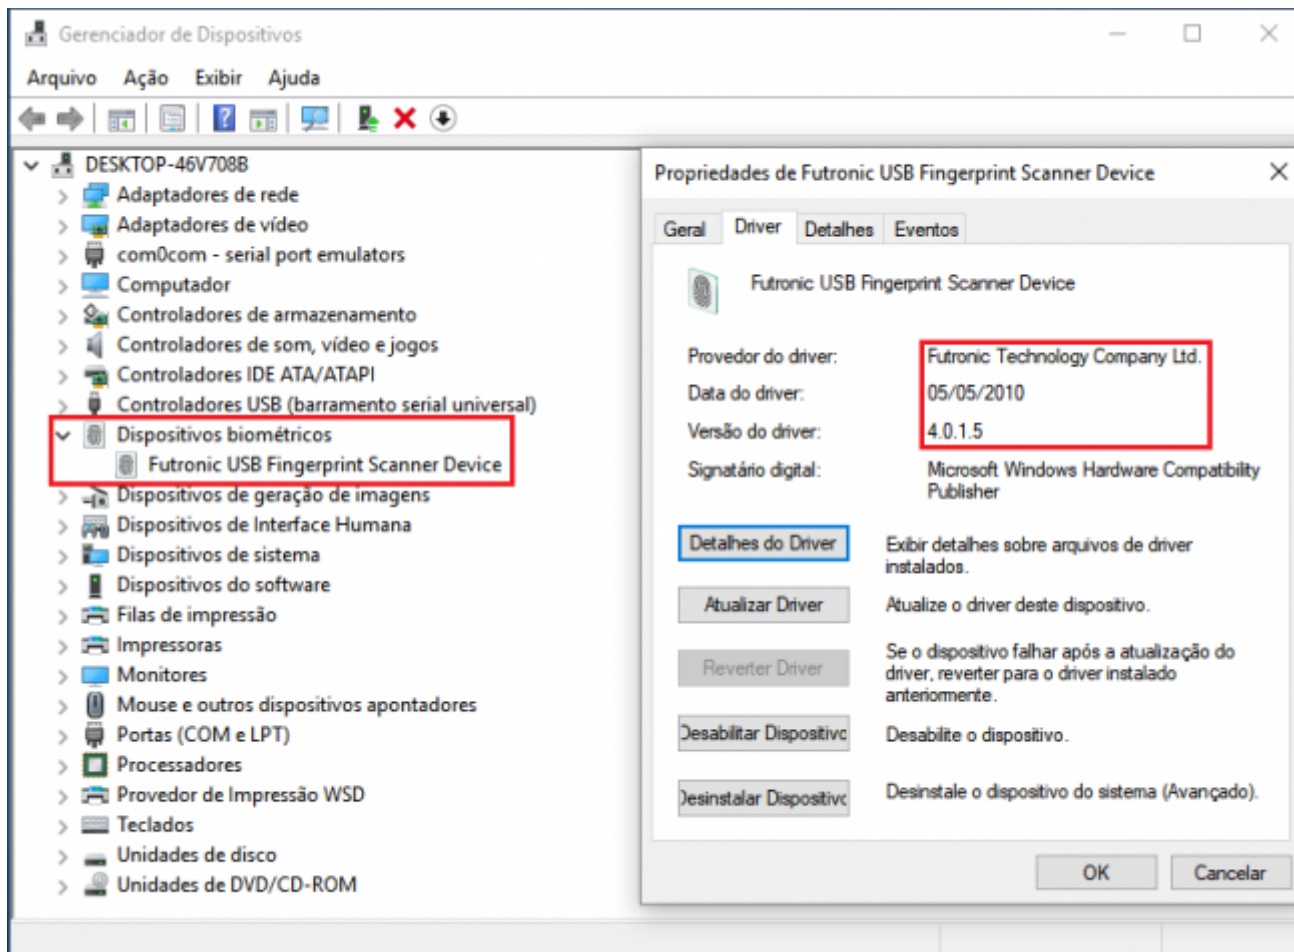 Gerenciador de Dispositivos
Arquivo Ação Exibir Ajuda
DESKTOP-46V708B
Adaptadores de rede
Adaptadores de vídeo
com0com - serial port emulators
Computador
Controladores de armazenamento
Controladores de som, vídeo e jogos
Controladores IDE ATA/ATAPI
Controladores USB (barramento serial universal)
Dispositivos biométricos
Futronic USB Fingerprint Scanner Device
Dispositivos de geração de imagens
Dispositivos de Interface Humana
Dispositivos de sistema
Dispositivos do software
Filas de impressão
Impressoras
Monitores
Mouse e outros dispositivos apontadores
Portas (COM e LPT)
Processadores
Provedor de Impressão WSD
Teclados
Unidades de disco
Unidades de DVD/CD-ROM
Propriedades de Futronic USB Fingerprint Scanner Device
Geral Driver Detalhes Eventos
Futronic USB Fingerprint Scanner Device
Provedor do driver: Futronic Technology Company Ltd.
Data do driver: 05/05/2010
Versão do driver: 4.0.1.5
Signatário digital: Microsoft Windows Hardware Compatibility
Publisher
Detalhes do Driver Exibir detalhes sobre arquivos de driver
instalados.
Atualizar Driver Atualize o driver deste dispositivo.
Reverter Driver Se o dispositivo falhar após a atualização do
driver, reverter para o driver instalado
anteriormente.
Desabilitar Dispositivo Desabilite o dispositivo.
Desinstalar Dispositivo Desinstale o dispositivo do sistema (Avançado).
OK Cancelar